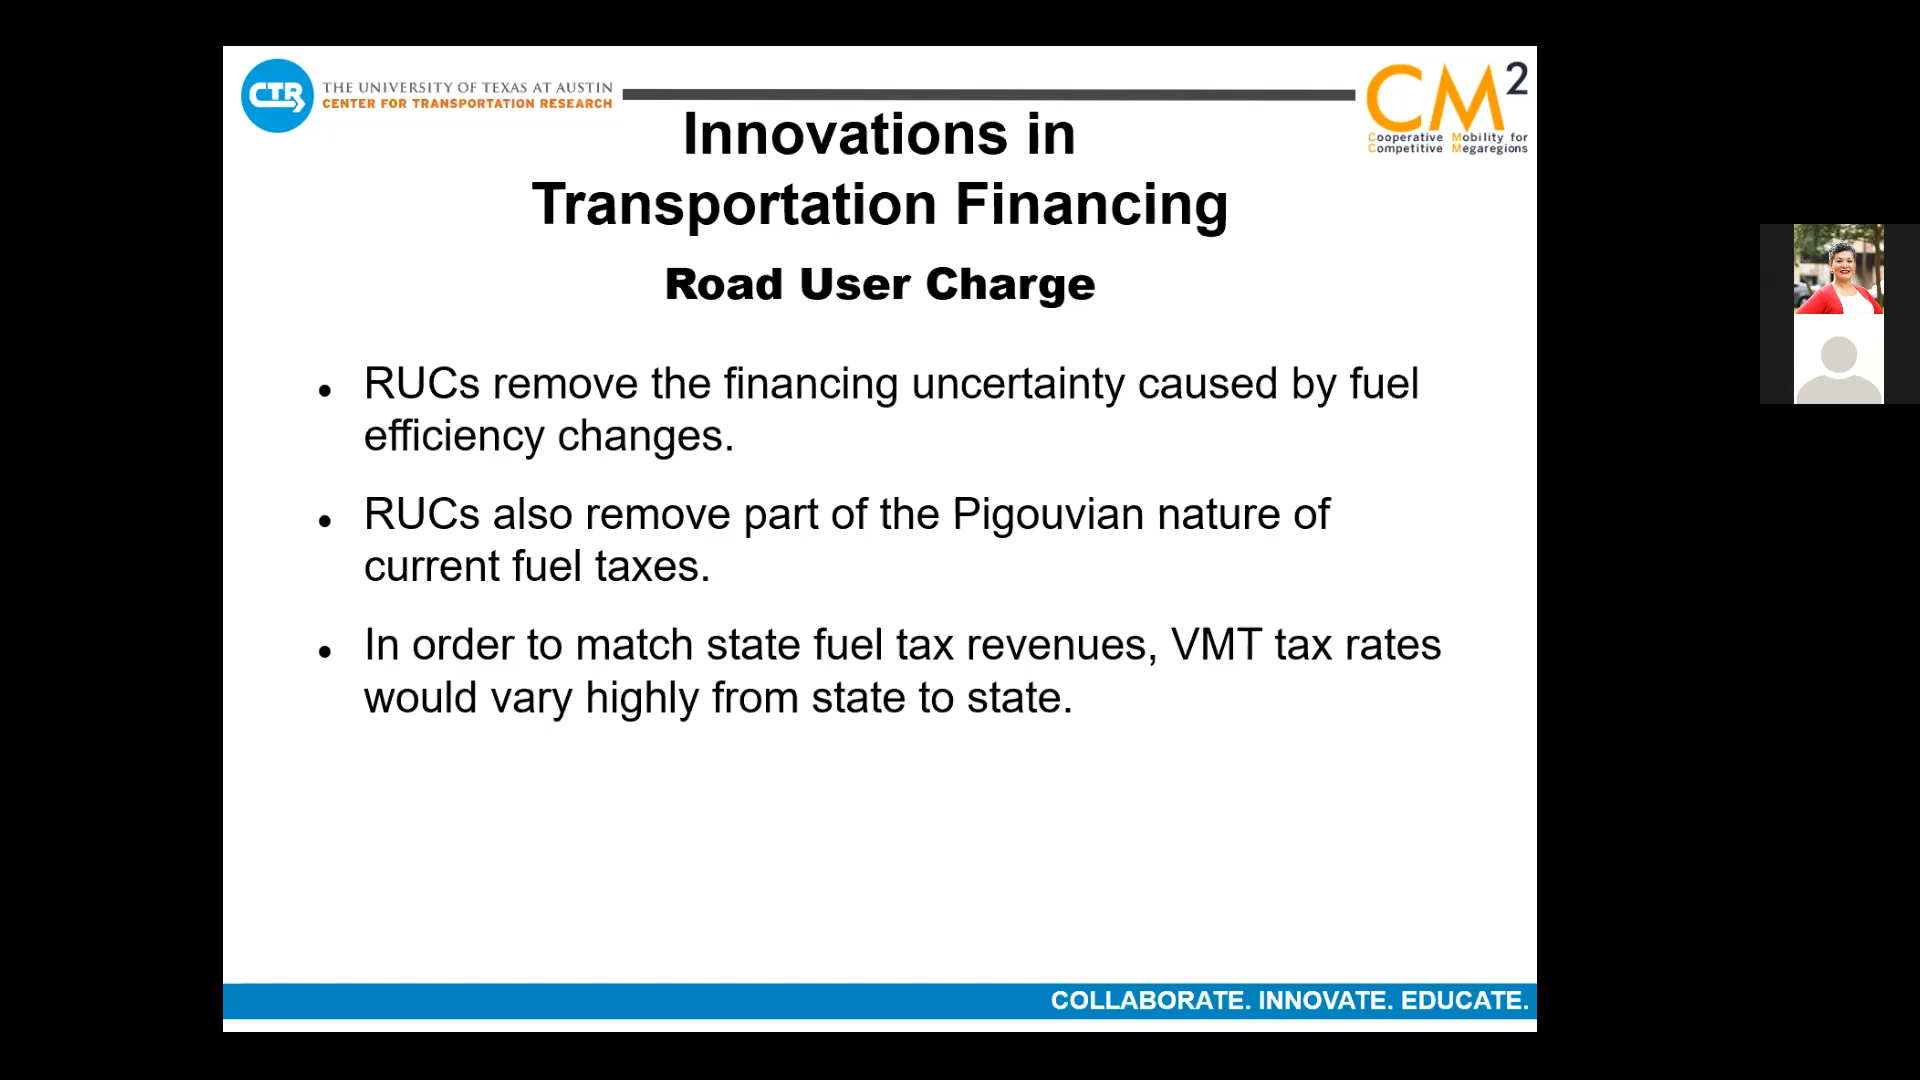 CTR
THE UNIVERSITY OF TEXAS AT AUSTIN
CENTER FOR TRANSPORTATION RESEARCH
CM2
Cooperative Mobility for
Competitive Megaregions
Innovations in
Transportation Financing
Road User Charge
• RUCs remove the financing uncertainty caused by fuel
efficiency changes.
• RUCs also remove part of the Pigouvian nature of
current fuel taxes.
• In order to match state fuel tax revenues, VMT tax rates
would vary highly from state to state.
COLLABORATE. INNOVATE. EDUCATE.